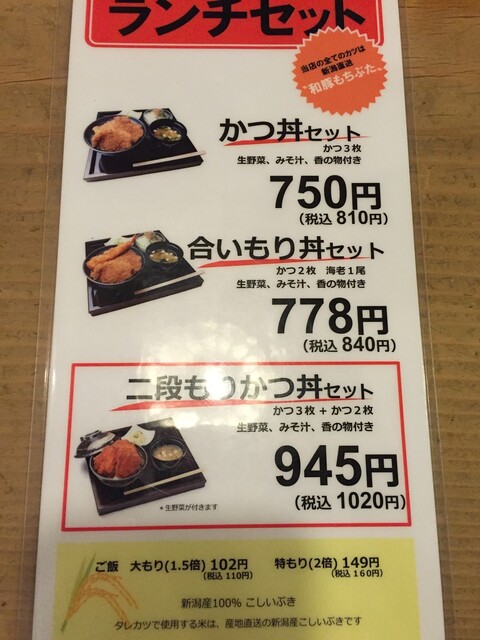 ランチセット
当店の全てのカツは
新潟直送
"和豚もちぶた"
かつ丼セット
かつ3枚
生野菜、みそ汁、香の物付き
750円
(税込 810円)
合いもり丼セット
かつ2枚 海老1尾
生野菜、みそ汁、香の物付き
778円
(税込 840円)
二段もりかつ丼セット
かつ3枚 + かつ2枚
生野菜、みそ汁、香の物付き
945円
(税込 1020円)
*生野菜が付きます
ご飯 大もり(1.5倍) 102円 特もり(2倍) 149円
(税込 110円) (税込 160円)
新潟産100% こしいぶき
タレカツで使用する米は、産地直送の新潟産こしいぶきです